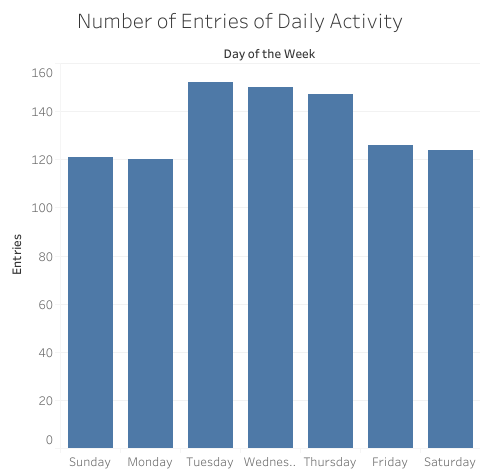 Number of Entries of Daily Activity
Day of the Week
160
140
120
100
80
60
40
20
0
Entries
Sunday Monday Tuesday Wednes.. Thursday Friday Saturday